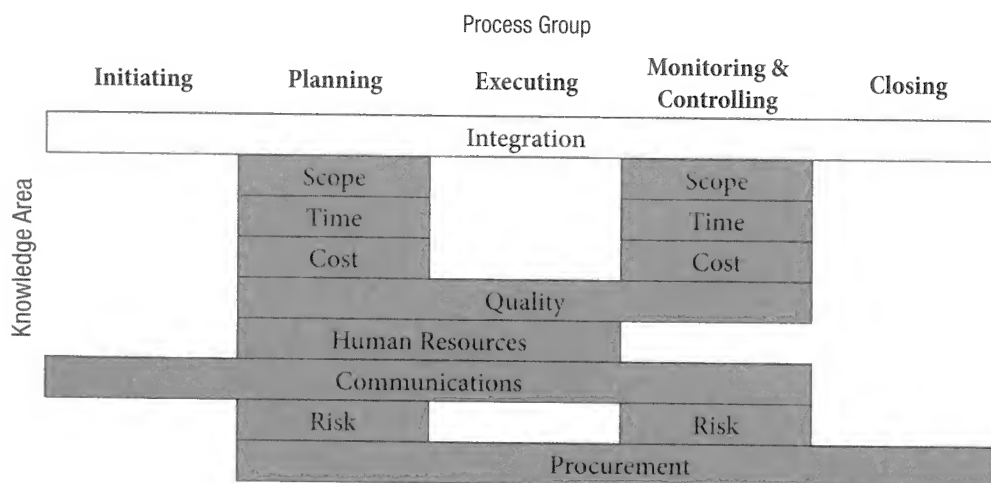 Process Group
Initiating Planning Executing Monitoring & Controlling Closing
Integration
Knowledge Area
Scope Scope
Time Time
Cost Cost
Quality
Human Resources
Communications
Risk Risk
Procurement